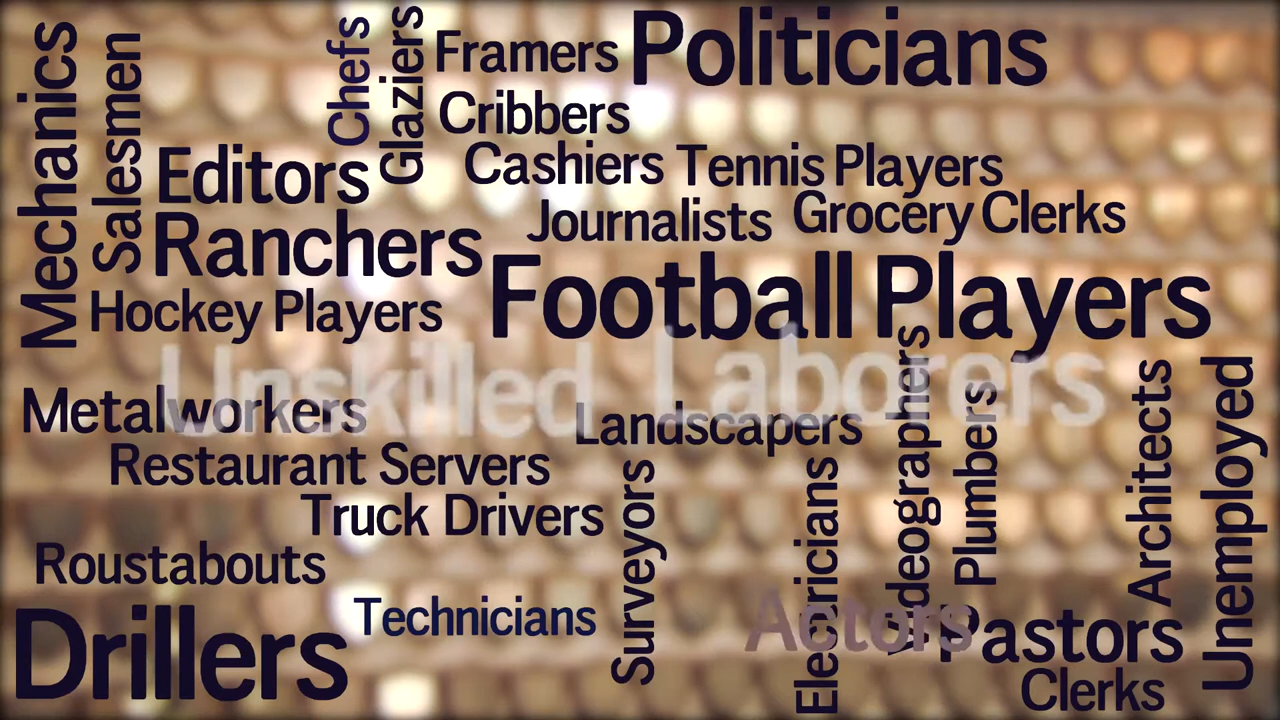 Mechanics
Salesmen
Chefs
Glaziers
Framers
Politicians
Cribbers
Editors
Cashiers
Tennis Players
Ranchers
Journalists
Grocery Clerks
Hockey Players
Football Players
Unskilled Laborers
Metalworkers
Landscapers
Restaurant Servers
Truck Drivers
Surveyors
Electricians
Videographers
Plumbers
Architects
Unemployed
Roustabouts
Technicians
Actors
Drillers
Pastors
Clerks